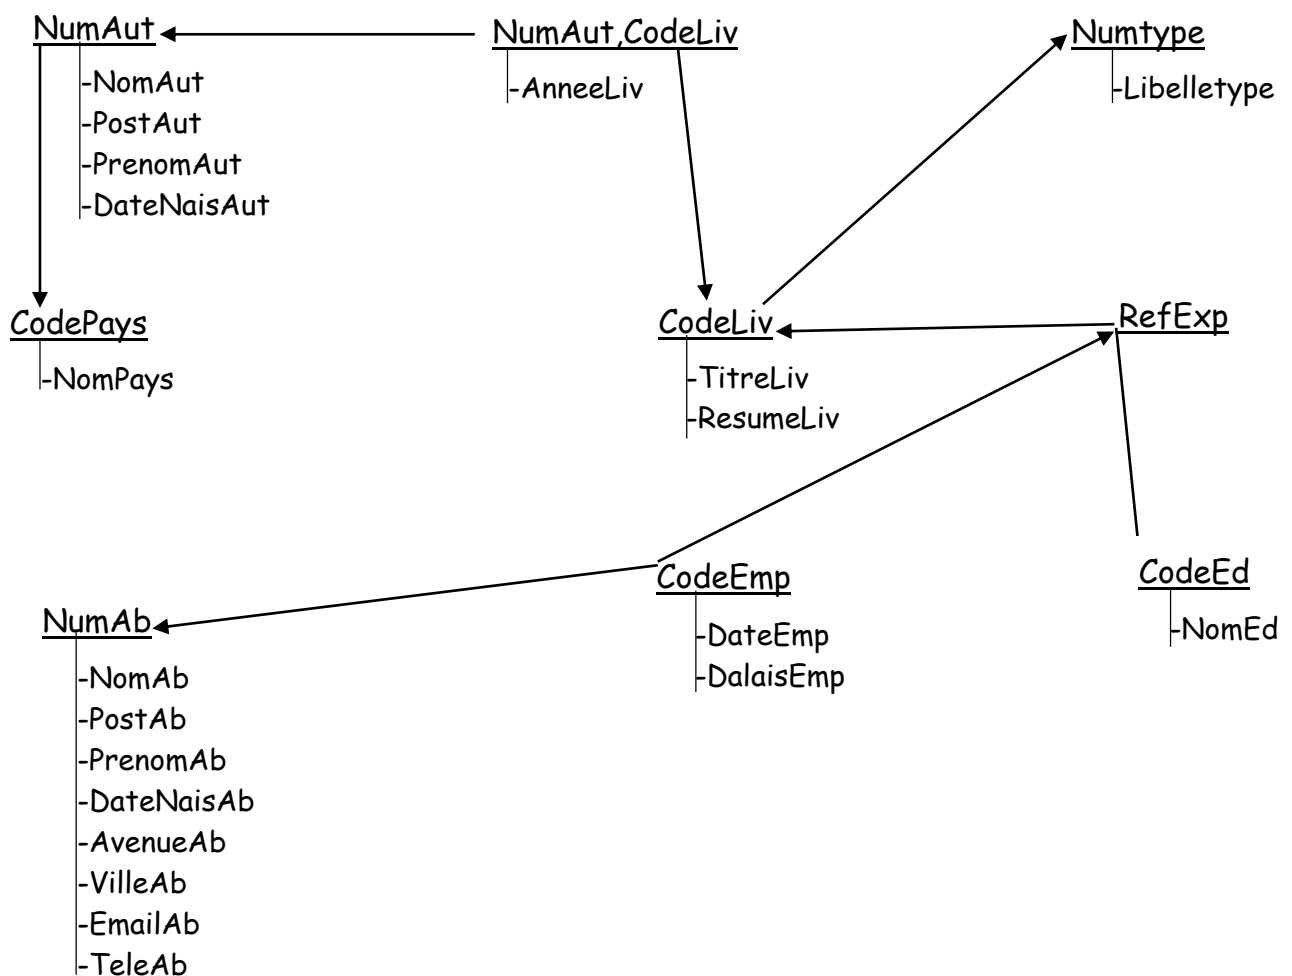 NumAut
-NomAut
-PostAut
-PrenomAut
-DateNaisAut
NumAut,CodeLiv
-AnneeLiv
Numtype
-Libelletype
CodePays
-NomPays
CodeLiv
-TitreLiv
-ResumeLiv
RefExp
CodeEmp
-DateEmp
-DalaisEmp
CodeEd
-NomEd
NumAb
-NomAb
-PostAb
-PrenomAb
-DateNaisAb
-AvenueAb
-VilleAb
-EmailAb
-TeleAb